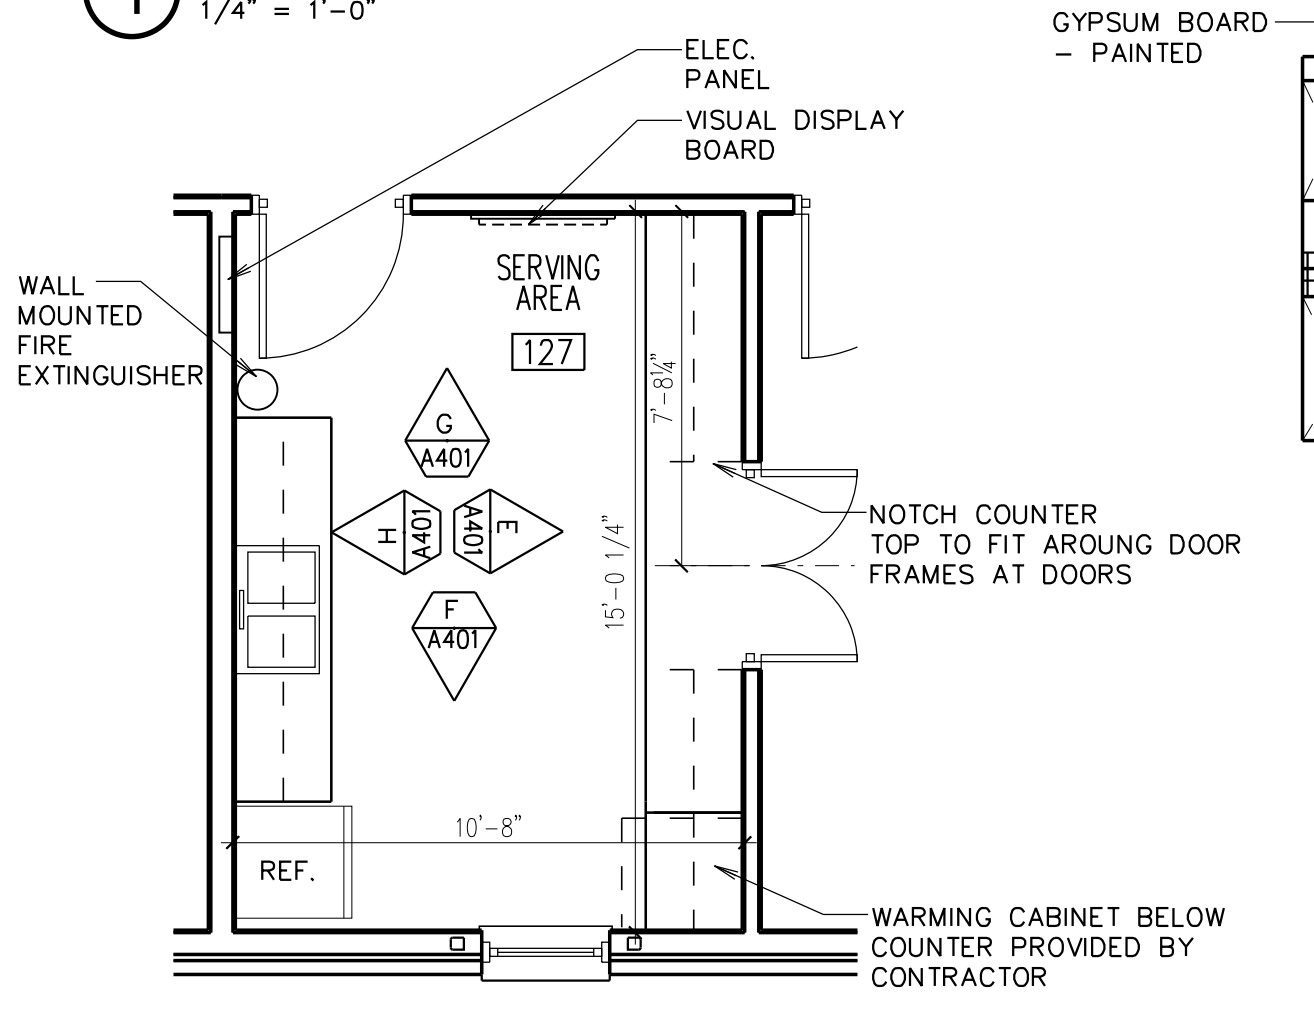 1/4" = 1'-0"
GYPSUM BOARD
- PAINTED
ELEC.
PANEL
VISUAL DISPLAY
BOARD
WALL
MOUNTED
FIRE
EXTINGUISHER
SERVING
AREA
127
7'-8¼"
G
A401
H
A401
E
A401
F
A401
15'-0 1/4"
NOTCH COUNTER
TOP TO FIT AROUNG DOOR
FRAMES AT DOORS
10'-8"
REF.
WARMING CABINET BELOW
COUNTER PROVIDED BY
CONTRACTOR